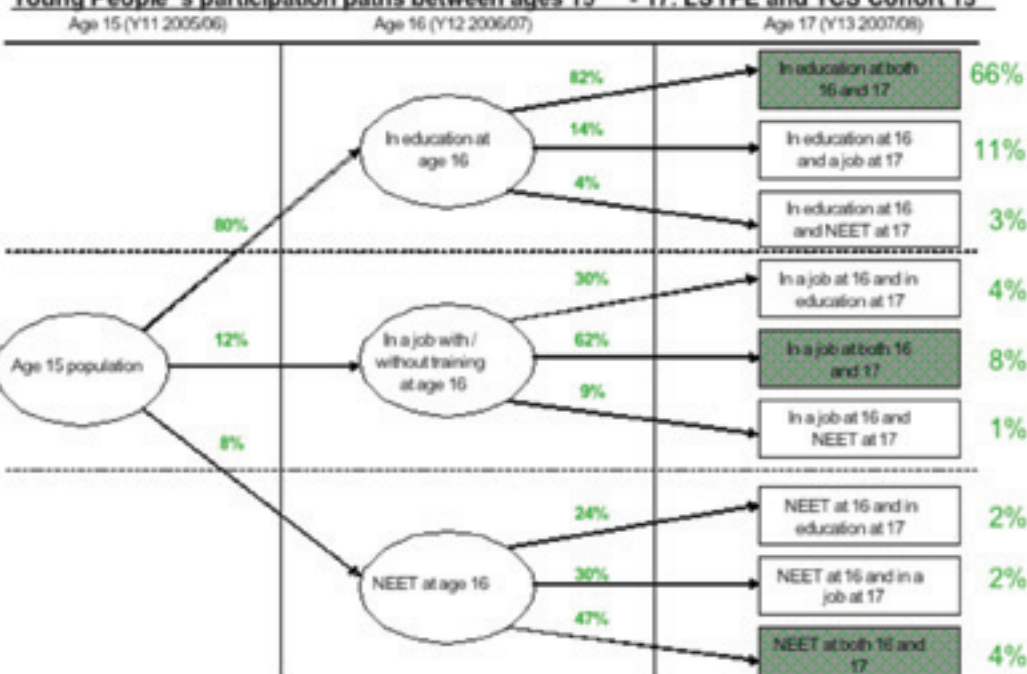 Young People's participation paths between ages 15 - 17: LSYPE and YCS Cohort 13
Age 15 (Y11 2005/06)
Age 16 (Y12 2006/07)
Age 17 (Y13 2007/08)
82%
In education at both
16 and 17
66%
In education at
age 16
14%
In education at 16
and a job at 17
11%
4%
In education at 16
and NEET at 17
3%
80%
30%
In a job at 16 and in
education at 17
4%
Age 15 population
12%
In a job with /
without training
at age 16
62%
In a job at both 16
and 17
8%
9%
In a job at 16 and
NEET at 17
1%
8%
24%
NEET at 16 and in
education at 17
2%
NEET at age 16
30%
NEET at 16 and in a
job at 17
2%
47%
NEET at both 16 and
17
4%